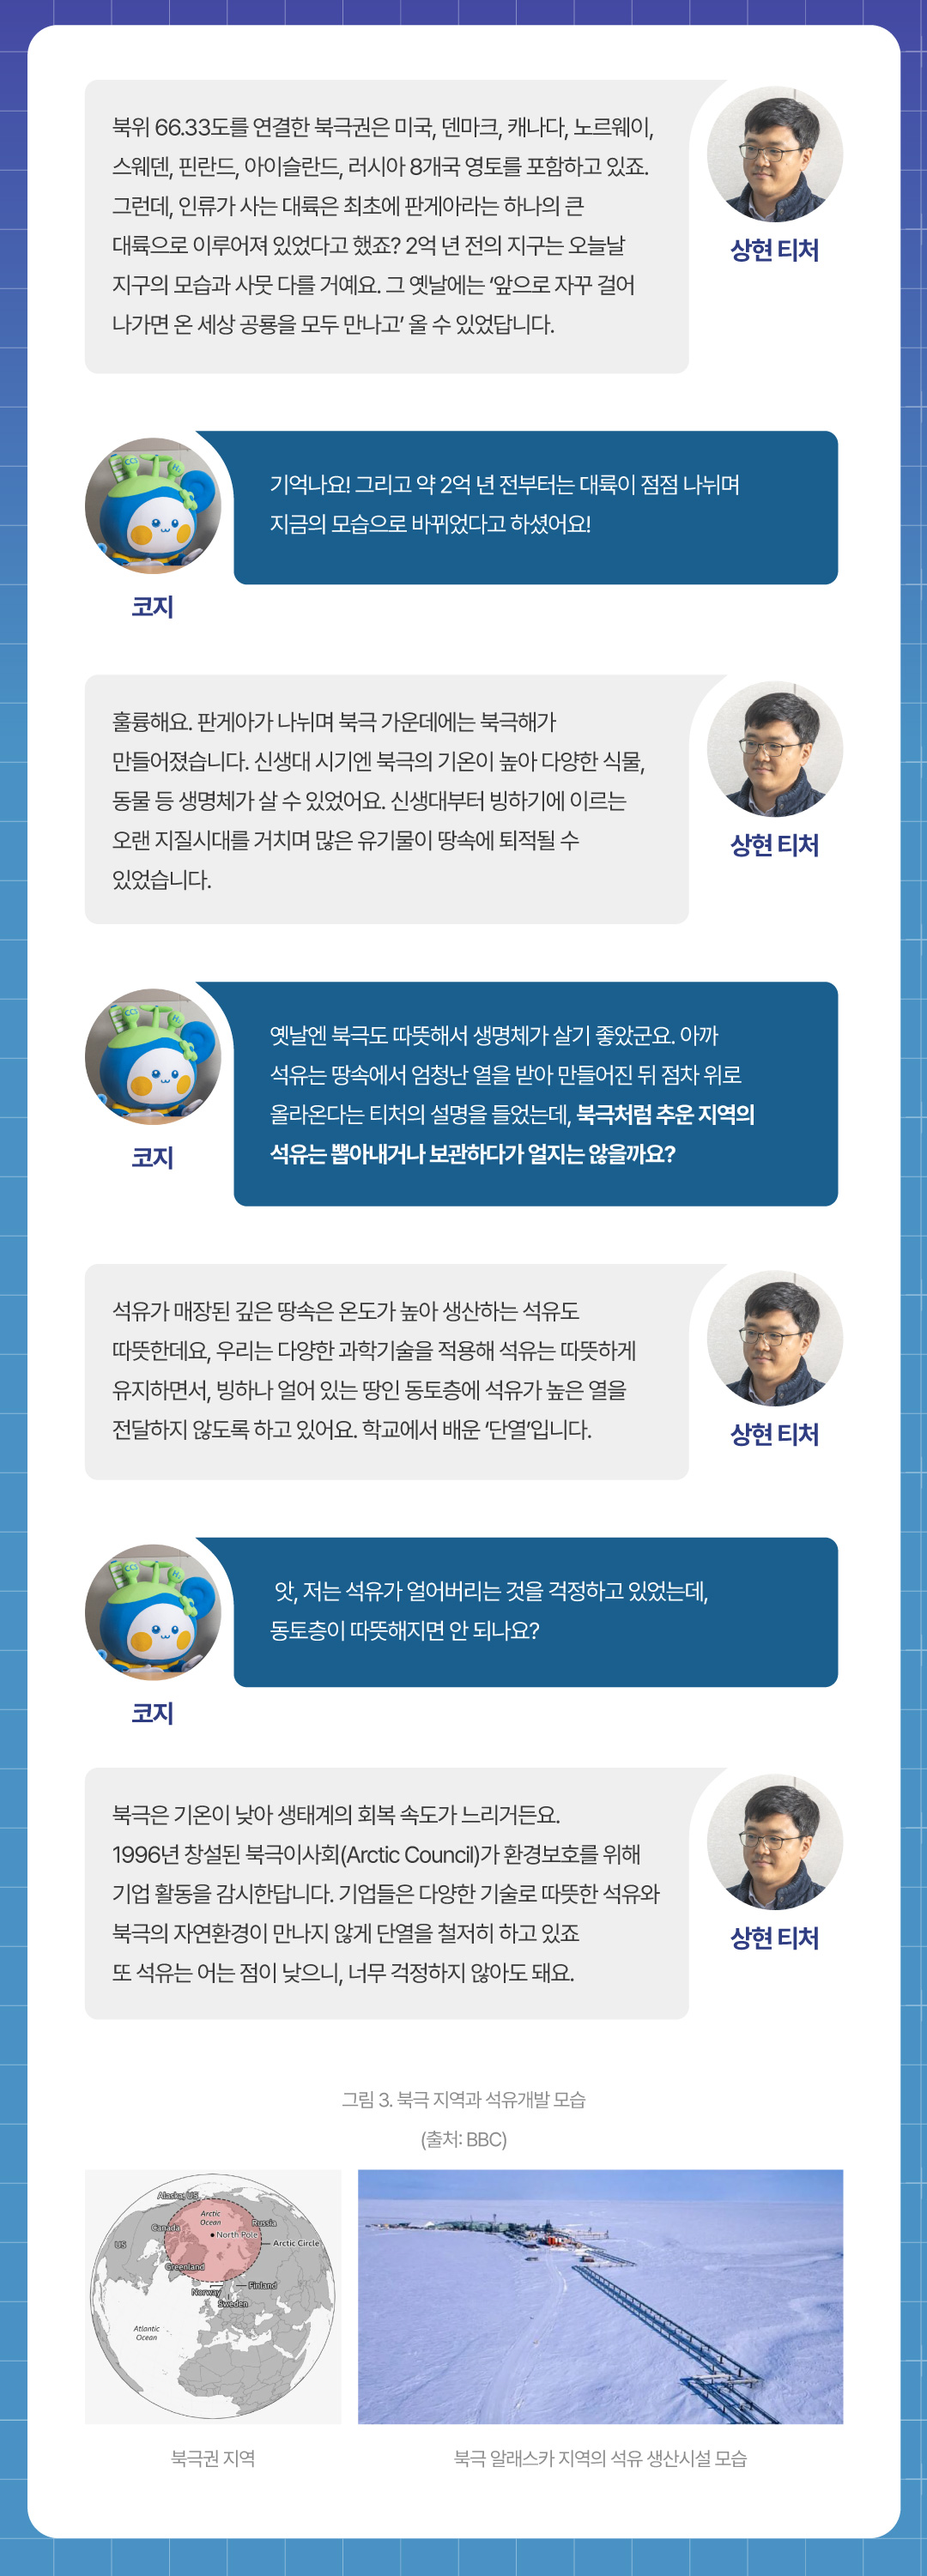 북위 66.33도를 연결한 북극권은 미국, 덴마크, 캐나다, 노르웨이,
스웨덴, 핀란드, 아이슬란드, 러시아 8개국 영토를 포함하고 있죠.
그런데, 인류가 사는 대륙은 최초에 판게아라는 하나의 큰
대륙으로 이루어져 있었다고 했죠? 2억 년 전의 지구는 오늘날
지구의 모습과 사뭇 다를 거예요. 그 옛날에는 ‘앞으로 자꾸 걸어
나가면 온 세상 공룡을 모두 만나고’ 올 수 있었답니다.
상현 티처
기억나요! 그리고 약 2억 년 전부터는 대륙이 점점 나뉘며
지금의 모습으로 바뀌었다고 하셨어요!
코지
훌륭해요. 판게아가 나뉘며 북극 가운데에는 북극해가
만들어졌습니다. 신생대 시기엔 북극의 기온이 높아 다양한 식물,
동물 등 생명체가 살 수 있었어요. 신생대부터 빙하기에 이르는
오랜 지질시대를 거치며 많은 유기물이 땅속에 퇴적될 수
있었습니다.
상현 티처
옛날엔 북극도 따뜻해서 생명체가 살기 좋았군요. 아까
석유는 땅속에서 엄청난 열을 받아 만들어진 뒤 점차 위로
올라온다는 티처의 설명을 들었는데, 북극처럼 추운 지역의
석유는 뽑아내거나 보관하다가 얼지는 않을까요?
코지
석유가 매장된 깊은 땅속은 온도가 높아 생산하는 석유도
따뜻한데요, 우리는 다양한 과학기술을 적용해 석유는 따뜻하게
유지하면서, 빙하나 얼어 있는 땅인 동토층에 석유가 높은 열을
전달하지 않도록 하고 있어요. 학교에서 배운 ‘단열’입니다.
상현 티처
앗, 저는 석유가 얼어버리는 것을 걱정하고 있었는데,
동토층이 따뜻해지면 안 되나요?
코지
북극은 기온이 낮아 생태계의 회복 속도가 느리거든요.
1996년 창설된 북극이사회(Arctic Council)가 환경보호를 위해
기업 활동을 감시한답니다. 기업들은 다양한 기술로 따뜻한 석유와
북극의 자연환경이 만나지 않게 단열을 철저히 하고 있죠
또 석유는 어는 점이 낮으니, 너무 걱정하지 않아도 돼요.
상현 티처
그림 3. 북극 지역과 석유개발 모습
(출처: BBC)
Alaska, US
Arctic
Ocean
Canada
Russia
North Pole
US
Arctic Circle
Greenland
Finland
Norway
Sweden
Atlantic
Ocean
북극권 지역
북극 알래스카 지역의 석유 생산시설 모습